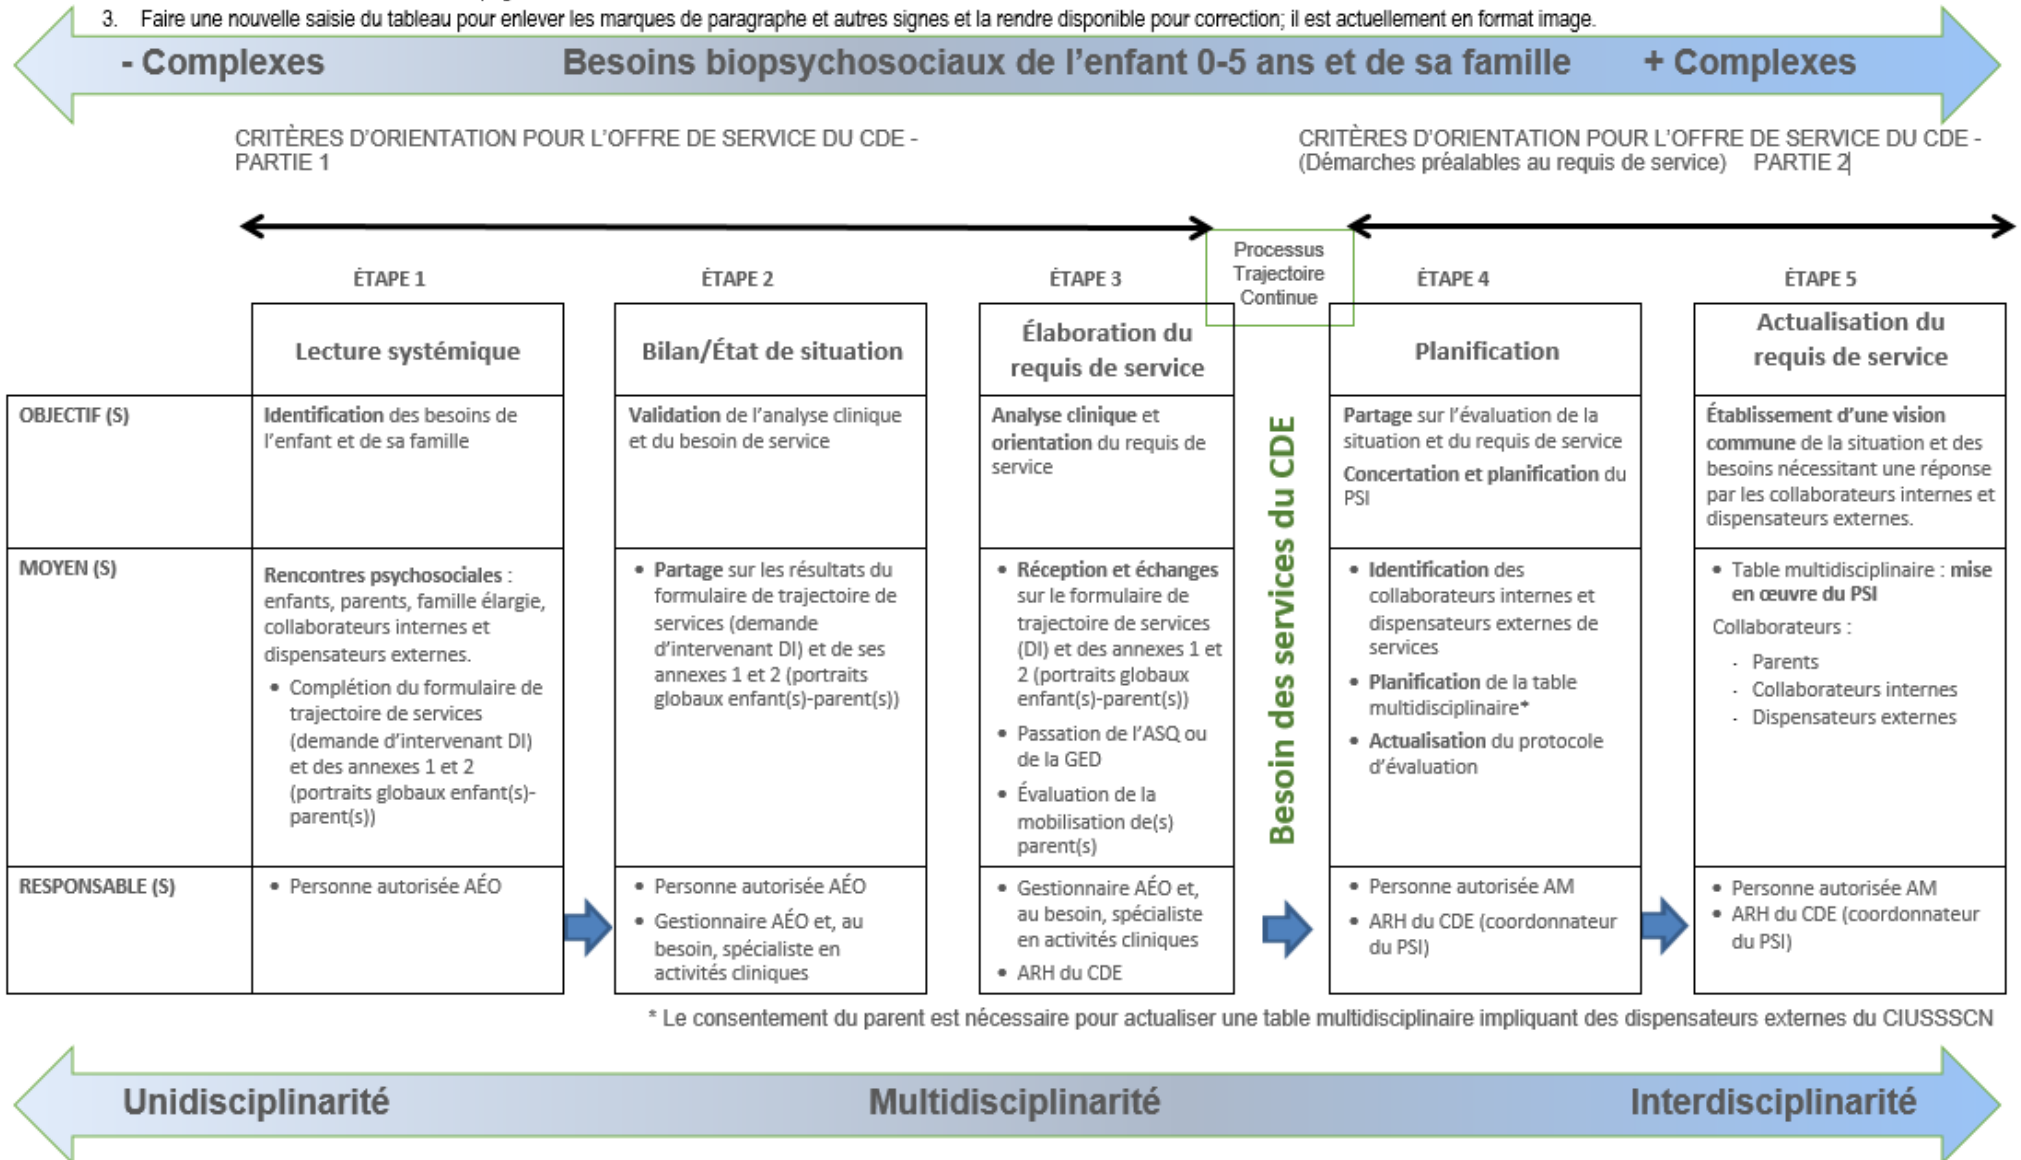 3. Faire une nouvelle saisie du tableau pour enlever les marques de paragraphe et autres signes et la rendre disponible pour correction; il est actuellement en format image.
- Complexes Besoins biopsychosociaux de l'enfant 0-5 ans et de sa famille + Complexes
CRITÈRES D'ORIENTATION POUR L'OFFRE DE SERVICE DU CDE -
PARTIE 1
CRITÈRES D'ORIENTATION POUR L'OFFRE DE SERVICE DU CDE -
(Démarches préalables au requis de service) PARTIE 2
Processus
Trajectoire
Continue
ÉTAPE 1
ÉTAPE 2
ÉTAPE 3
ÉTAPE 4
ÉTAPE 5
Lecture systémique
Bilan/État de situation
Élaboration du
requis de service
Planification
Actualisation du
requis de service
OBJECTIF (S)
Identification des besoins de
l'enfant et de sa famille
Validation de l'analyse clinique
et du besoin de service
Analyse clinique et
orientation du requis de
service
Besoin des services du CDE
Partage sur l'évaluation de la
situation et du requis de service
Concertation et planification du
PSI
Établissement d'une vision
commune de la situation et des
besoins nécessitant une réponse
par les collaborateurs internes et
dispensateurs externes.
MOYEN (S)
Rencontres psychosociales :
enfants, parents, famille élargie,
collaborateurs internes et
dispensateurs externes.
• Complétion du formulaire de
trajectoire de services
(demande d'intervenant DI)
et des annexes 1 et 2
(portraits globaux enfant(s)-
parent(s))
• Partage sur les résultats du
formulaire de trajectoire de
services (demande
d'intervenant DI) et de ses
annexes 1 et 2 (portraits
globaux enfant(s)-parent(s))
• Réception et échanges
sur le formulaire de
trajectoire de services
(DI) et des annexes 1 et
2 (portraits globaux
enfant(s)-parent(s))
• Passation de l'ASQ ou
de la GED
• Évaluation de la
mobilisation de(s)
parent(s)
• Identification des
collaborateurs internes et
dispensateurs externes de
services
• Planification de la table
multidisciplinaire*
• Actualisation du protocole
d'évaluation
• Table multidisciplinaire : mise
en œuvre du PSI
Collaborateurs :
- Parents
- Collaborateurs internes
- Dispensateurs externes
RESPONSABLE (S)
• Personne autorisée AÉO
• Personne autorisée AÉO
• Gestionnaire AÉO et, au
besoin, spécialiste en
activités cliniques
• Gestionnaire AÉO et,
au besoin, spécialiste
en activités cliniques
• ARH du CDE
• Personne autorisée AM
• ARH du CDE (coordonnateur
du PSI)
• Personne autorisée AM
• ARH du CDE (coordonnateur
du PSI)
* Le consentement du parent est nécessaire pour actualiser une table multidisciplinaire impliquant des dispensateurs externes du CIUSSSCN
Unidisciplinarité Multidisciplinarité Interdisciplinarité